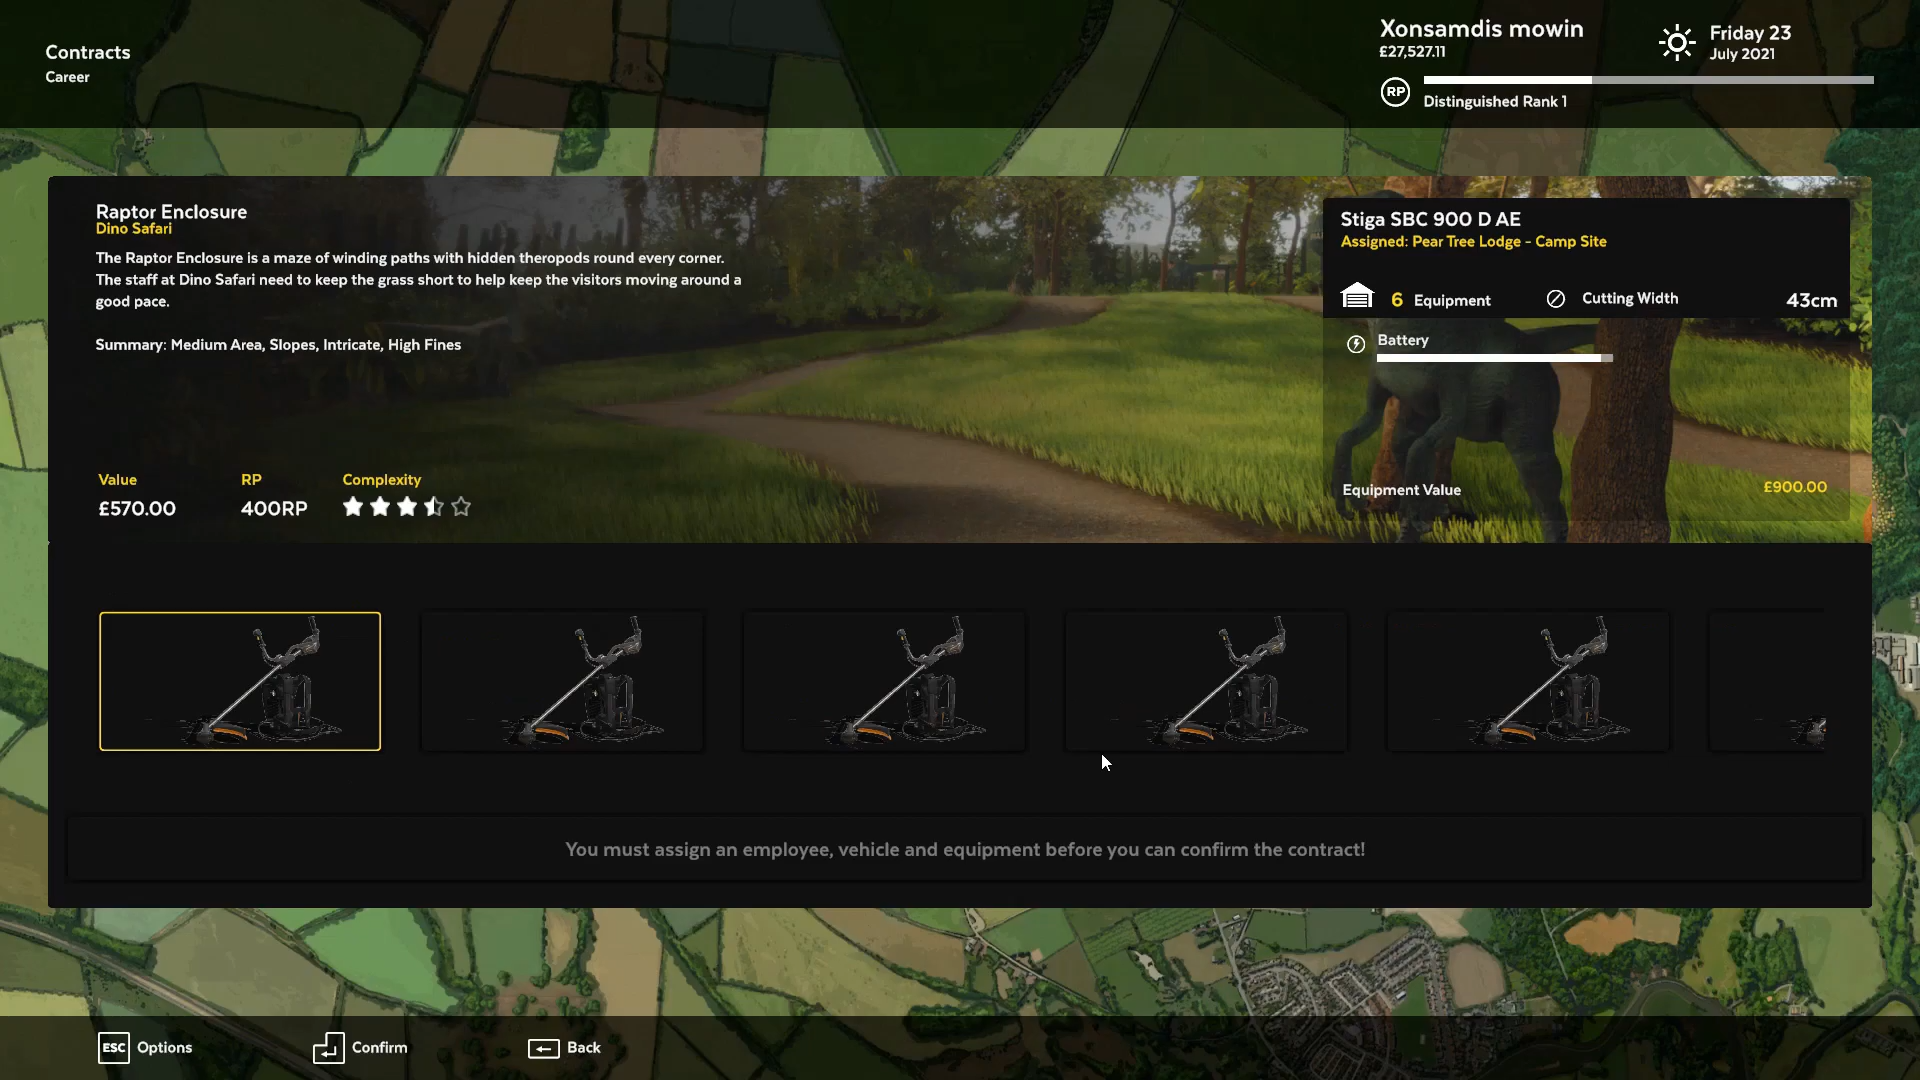 Contracts
Career
Xonsamdis mowin
£27,527.11
RP
Distinguished Rank 1
Friday 23
July 2021
Raptor Enclosure
Dino Safari
The Raptor Enclosure is a maze of winding paths with hidden theropods round every corner.
The staff at Dino Safari need to keep the grass short to help keep the visitors moving around a
good pace.
Summary: Medium Area, Slopes, Intricate, High Fines
Value
£570.00
RP
400RP
Complexity
Stiga SBC 900 D AE
Assigned: Pear Tree Lodge - Camp Site
6 Equipment
Cutting Width
43cm
Battery
Equipment Value
£900.00
You must assign an employee, vehicle and equipment before you can confirm the contract!
ESC Options
Confirm
Back